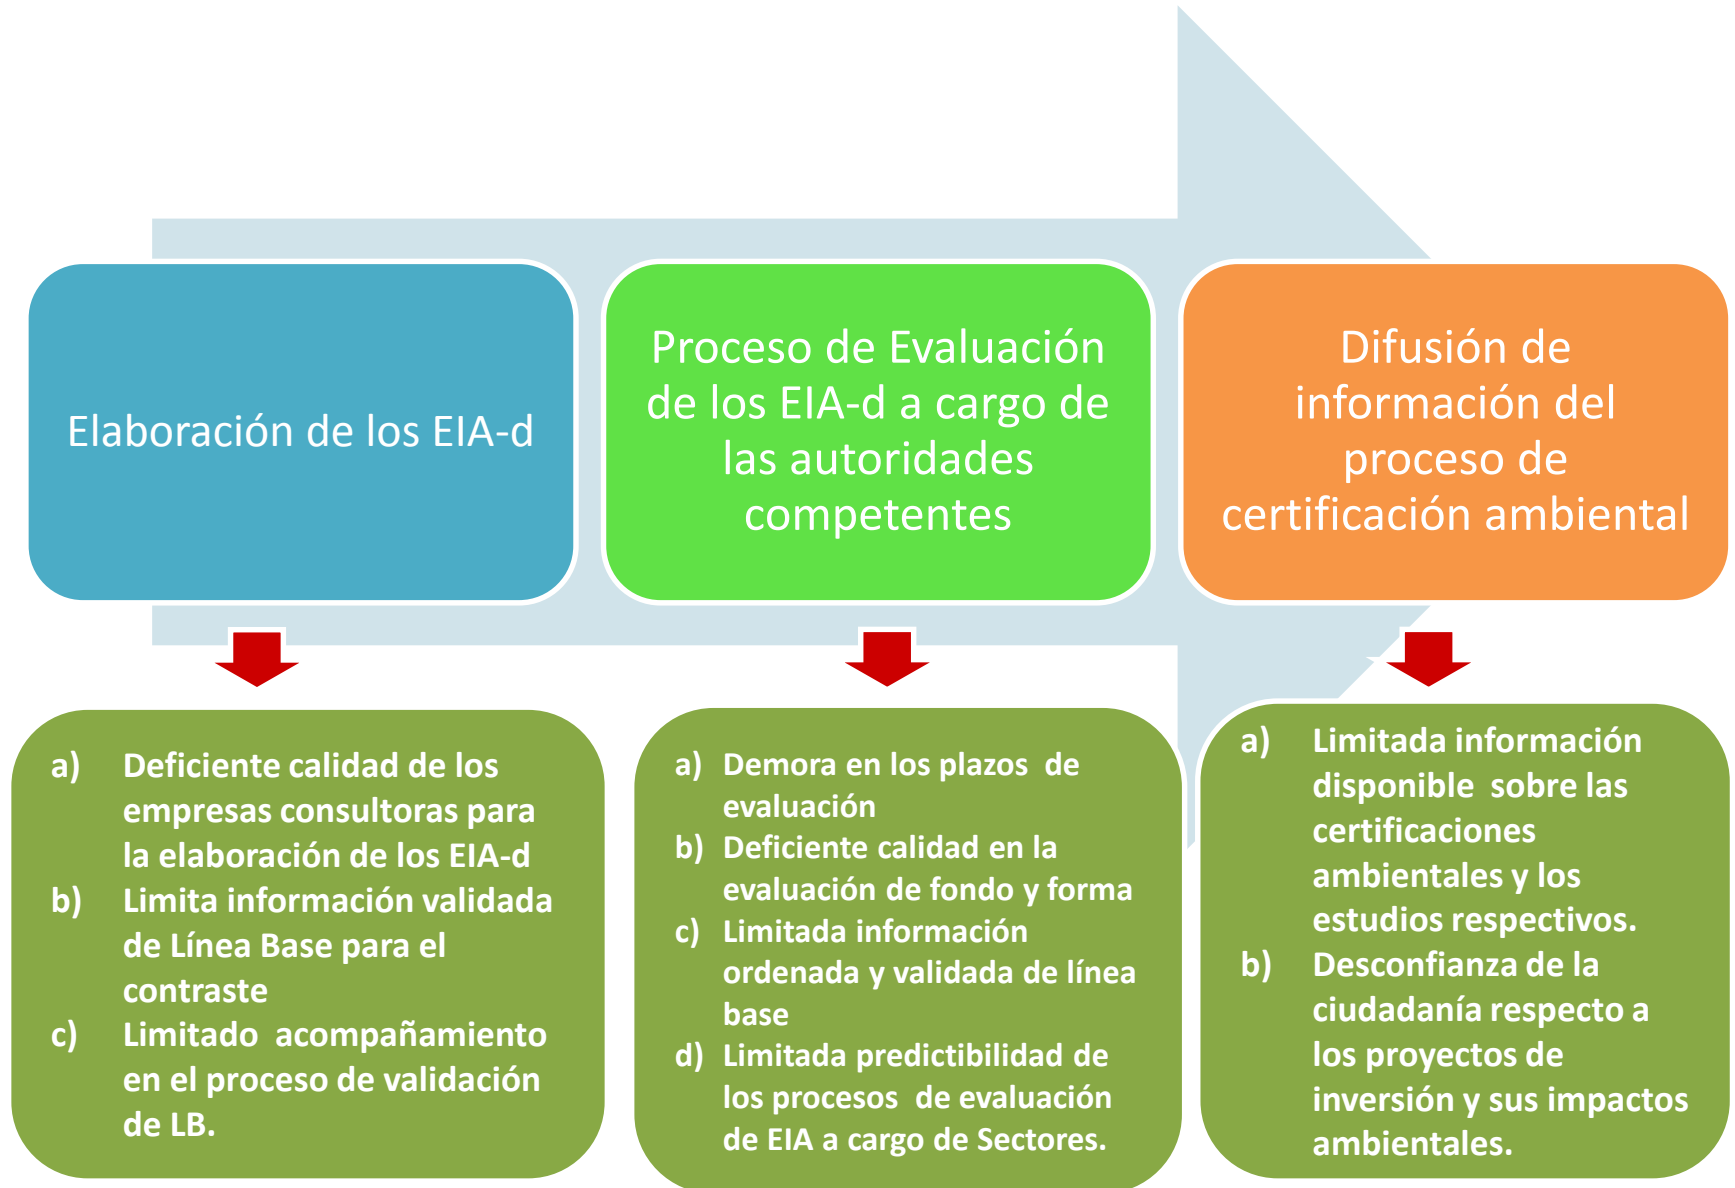 Elaboración de los EIA-d
Proceso de Evaluación
de los EIA-d a cargo de
las autoridades
competentes
Difusión de
información del
proceso de
certificación ambiental
a) Deficiente calidad de los
empresas consultoras para
la elaboración de los EIA-d
b) Limita información validada
de Línea Base para el
contraste
c) Limitado acompañamiento
en el proceso de validación
de LB.
a) Demora en los plazos de
evaluación
b) Deficiente calidad en la
evaluación de fondo y forma
c) Limitada información
ordenada y validada de línea
base
d) Limitada predictibilidad de
los procesos de evaluación
de EIA a cargo de Sectores.
a) Limitada información
disponible sobre las
certificaciones
ambientales y los
estudios respectivos.
b) Desconfianza de la
ciudadanía respecto a
los proyectos de
inversión y sus impactos
ambientales.